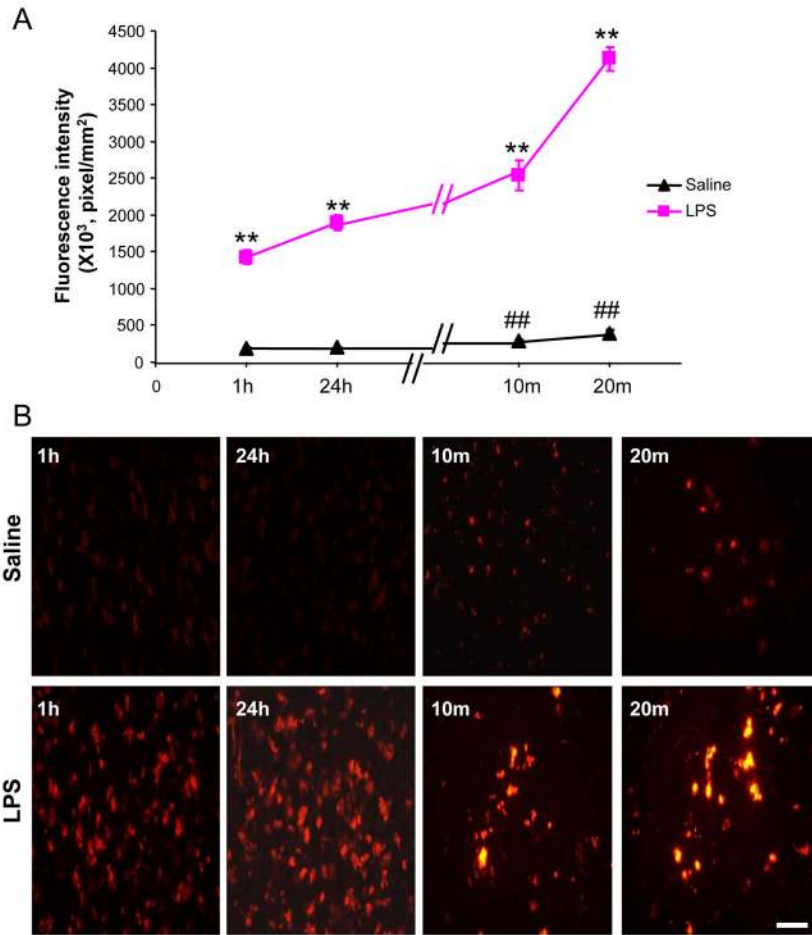 A
Fluorescence intensity
(X10³, pixel/mm²)
4500
4000
3500
3000
2500
2000
1500
1000
500
0
**
**
**
**
##
##
Saline
LPS
0
1h
24h
10m
20m
B
Saline
1h
24h
10m
20m
LPS
1h
24h
10m
20m